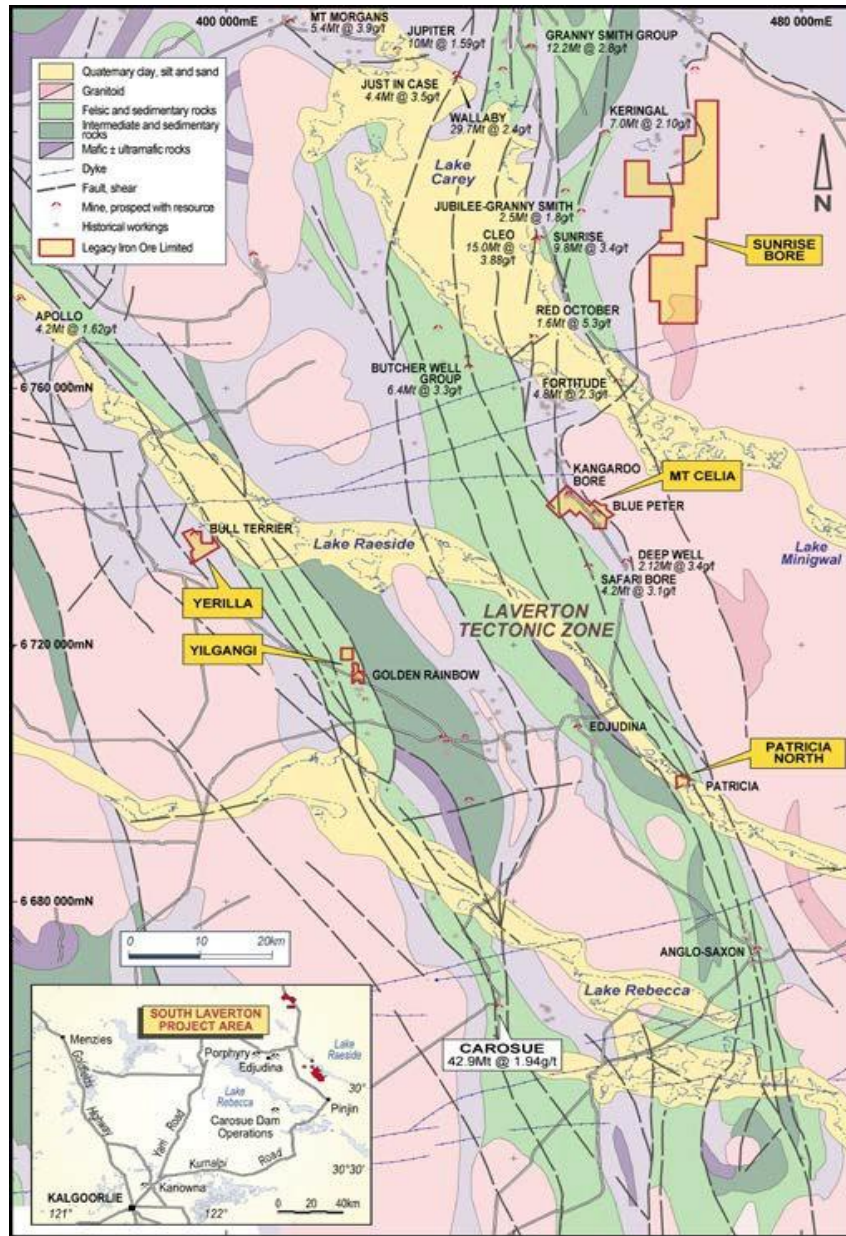 400 000mE
480 000mE
MT MORGANS
5.4Mt @ 3.9g/t
JUPITER
10Mt @ 1.59g/t
GRANNY SMITH GROUP
12.2Mt @ 2.8g/t
Quaternary clay, silt and sand
Granitoid
Felsic and sedimentary rocks
Intermediate and sedimentary
rocks
Mafic ± ultramafic rocks
Dyke
Fault, shear
Mine, prospect with resource
Historical workings
Legacy Iron Ore Limited
JUST IN CASE
4.4Mt @ 3.5g/t
WALLABY
29.7Mt @ 2.4g/t
KERINGAL
7.0Mt @ 2.10g/t
N
Lake
Carey
JUBILEE-GRANNY SMITH
2.5Mt @ 1.8g/t
CLEO
15.0Mt @
3.88g/t
SUNRISE
9.8Mt @ 3.4g/t
SUNRISE
BORE
APOLLO
4.2Mt @ 1.62g/t
RED OCTOBER
1.6Mt @ 5.3g/t
6 760 000mN
BUTCHER WELL
GROUP
6.4Mt @ 3.3g/t
FORTITUDE
4.8Mt @ 2.3g/t
KANGAROO
BORE
MT CELIA
BLUE PETER
BULL TERRIER
Lake Raeside
Lake
Minigwal
DEEP WELL
2.12Mt @ 3.4g/t
SAFARI BORE
4.2Mt @ 3.1g/t
YERILLA
LAVERTON
TECTONIC ZONE
6 720 000mN
YILGANGI
GOLDEN RAINBOW
EDJUDINA
PATRICIA
NORTH
PATRICIA
6 680 000mN
0 10 20km
ANGLO-SAXON
Lake Rebecca
CAROSUE
42.9Mt @ 1.94g/t
SOUTH LAVERTON
PROJECT AREA
Menzies
Goldfields
Highway
Yarri Road
Porphyry
Edjudina
Lake
Raeside
Lake
Rebecca
30°
Carosue Dam
Operations
Pinjin
Kurnalpi Road
30°30'
Kanowna
KALGOORLIE
121°
122°
0 20 40km